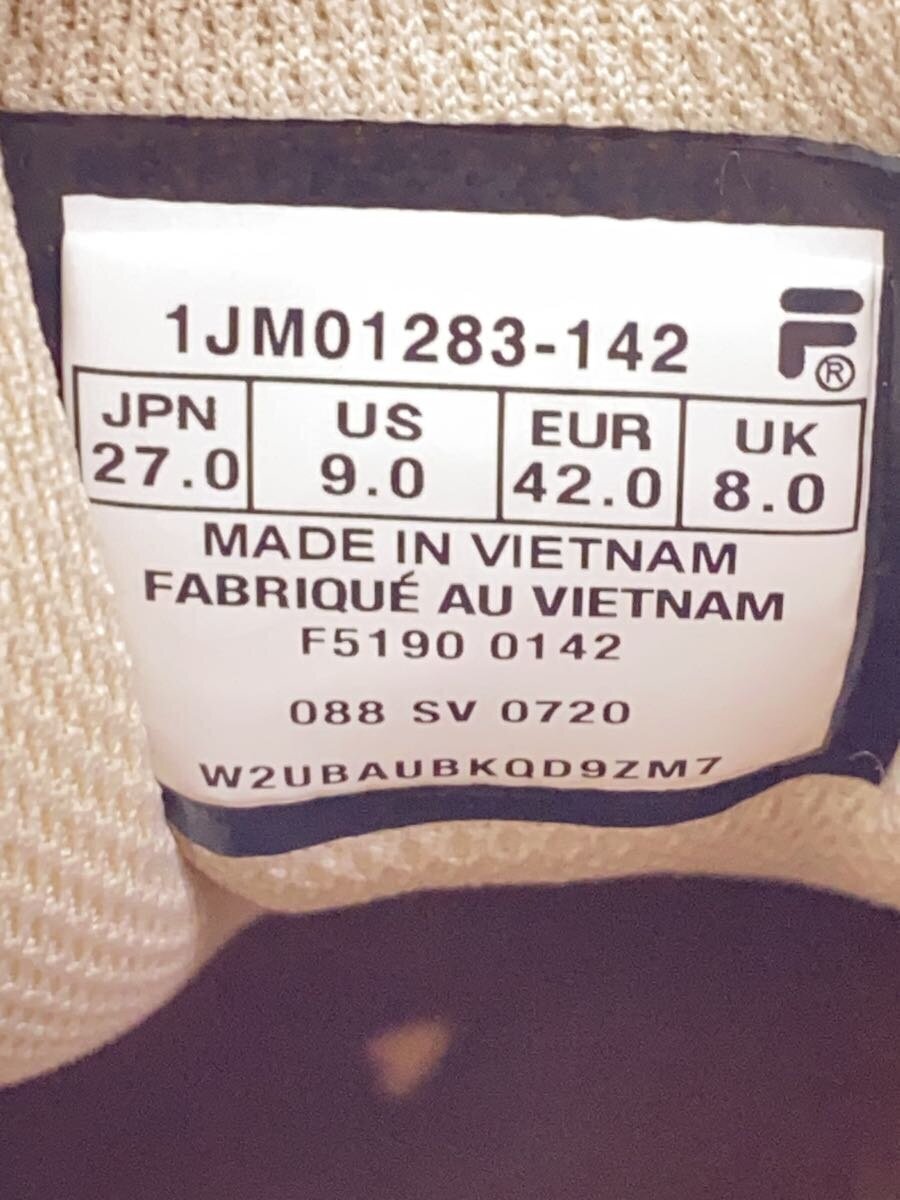 1JM01283-142
F®
JPN US EUR UK
27.0 9.0 42.0 8.0
MADE IN VIETNAM
FABRIQUÉ AU VIETNAM
F5190 0142
088 SV 0720
W2UBAUBKQD9ZM7